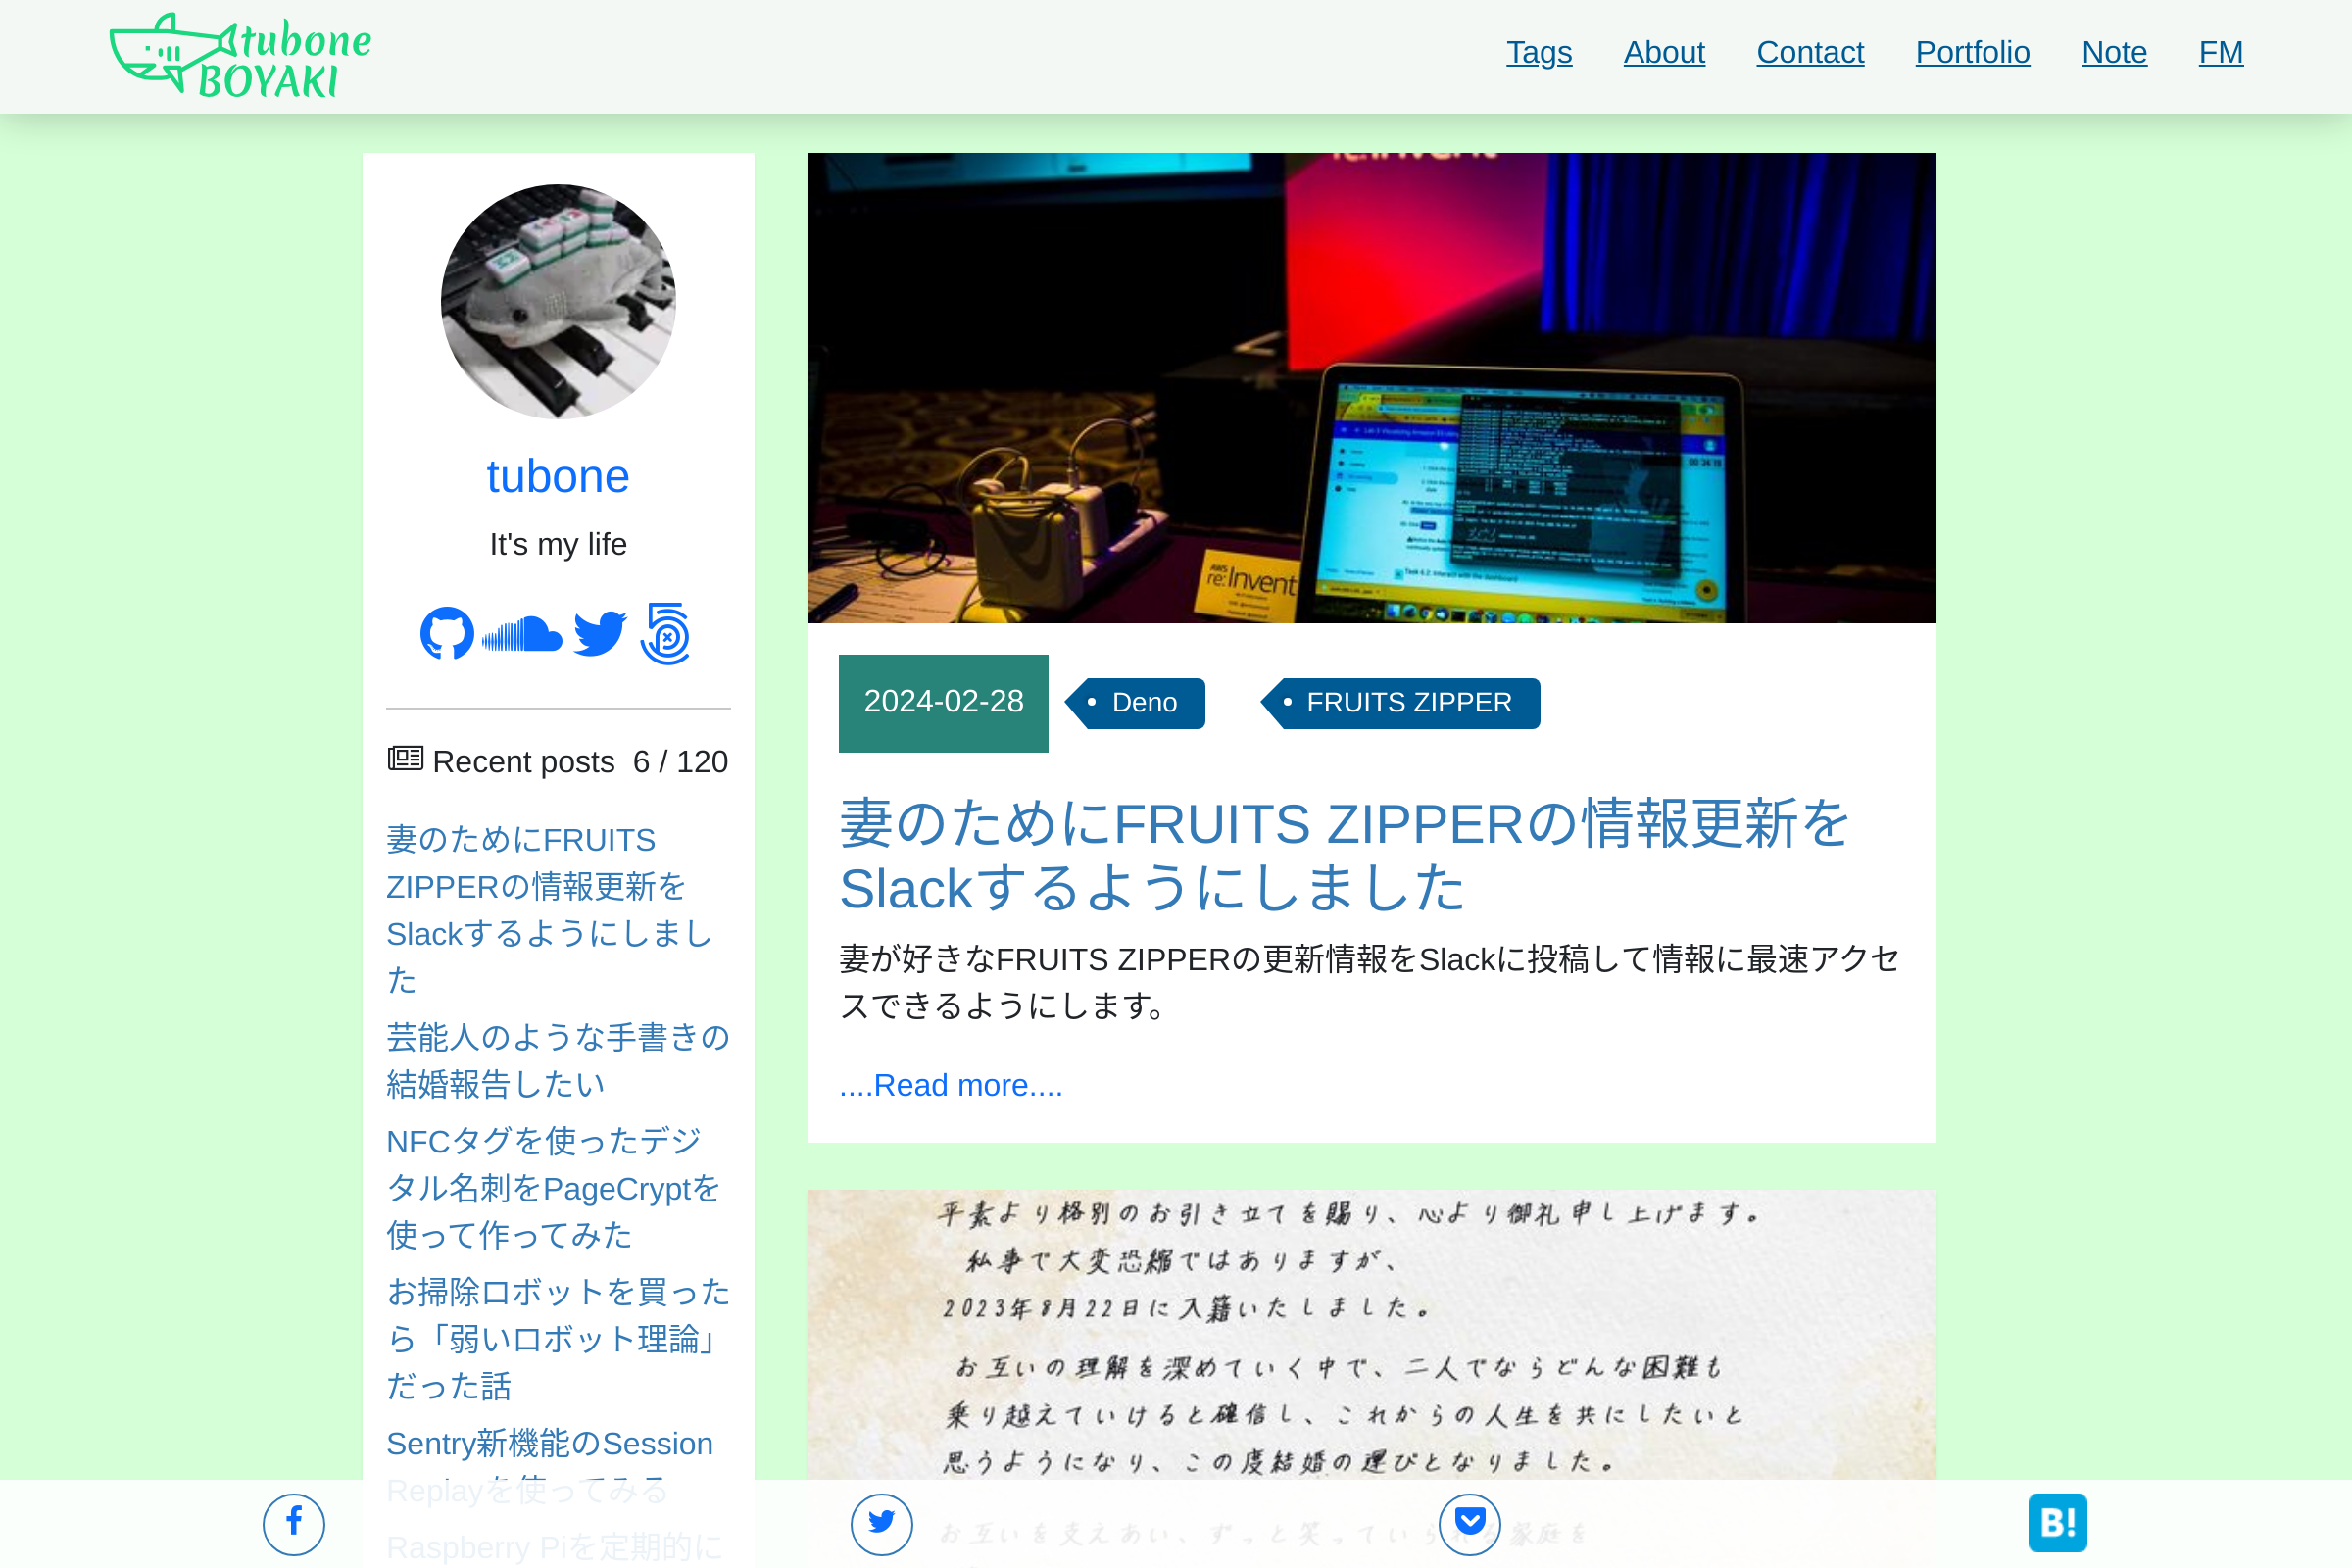 tubone
BOYAKI
Tags About Contact Portfolio Note FM
tubone
It's my life
Recent posts 6 / 120
妻のためにFRUITS
ZIPPERの情報更新を
Slackするようにしまし
た
芸能人のような手書きの
結婚報告したい
NFCタグを使ったデジ
タル名刺をPageCryptを
使って作ってみた
お掃除ロボットを買った
ら「弱いロボット理論」
だった話
Sentry新機能のSession
Replayを使ってみる
Raspberry Piを定期的に
AWS
re:Invent
2024-02-28 Deno FRUITS ZIPPER
妻のためにFRUITS ZIPPERの情報更新を
Slackするようにしました
妻が好きなFRUITS ZIPPERの更新情報をSlackに投稿して情報に最速アクセ
スできるようにします。
....Read more....
平素より格別のお引き立てを賜り、心より御礼申し上げます。
私事で大変恐縮ではありますが、
2023年8月22日に入籍いたしました。
お互いの理解を深めていく中で、二人でならどんな困難も
乗り越えていけると確信し、これからの人生を共にしたいと
思うようになり、この度結婚の運びとなりました。
お互いを支えあい、ずっと笑っていられる家庭を
B!